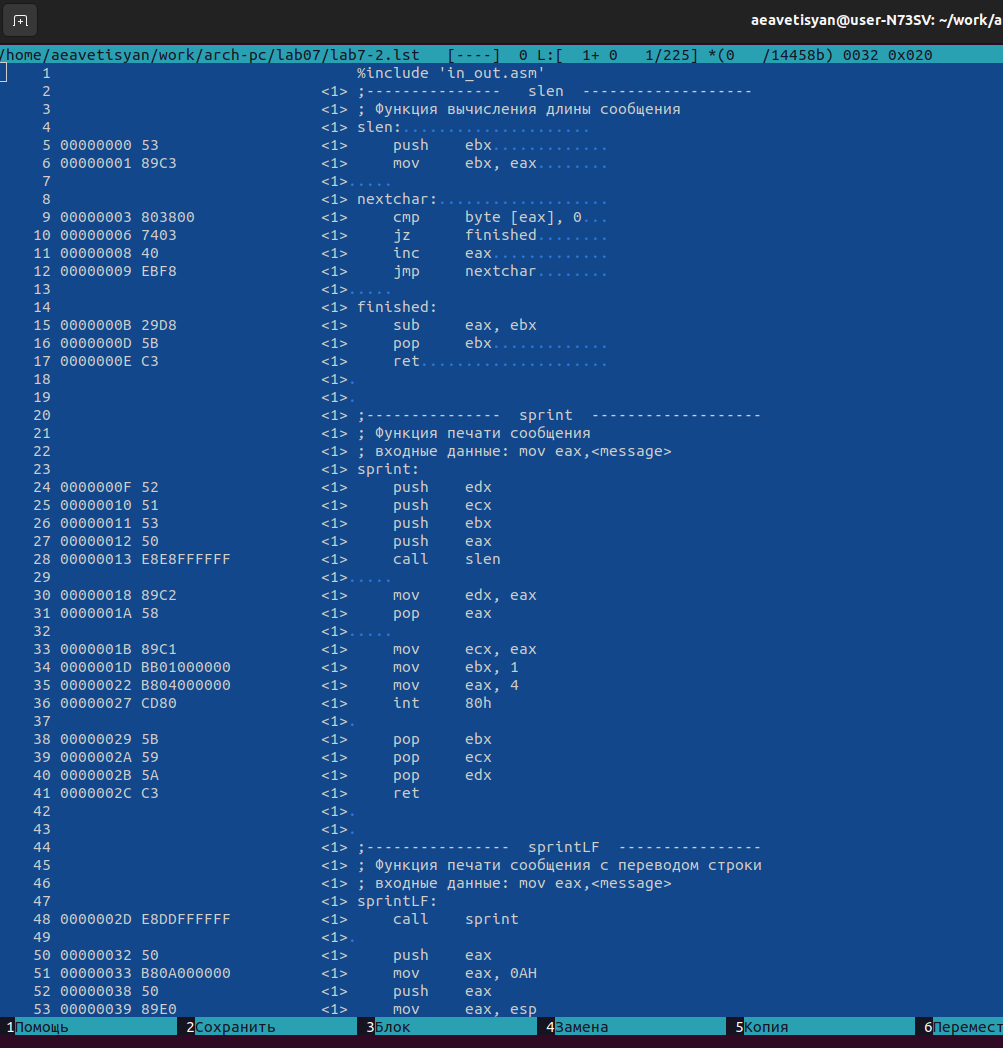 aeavetisyan@user-N73SV: ~/work/a
/home/aeavetisyan/work/arch-pc/lab07/lab7-2.lst   [----]  0 L:[  1+ 0   1/225] *(0   /14458b) 0032 0x020
1                                  %include 'in_out.asm'
2                              <1> ;---------------   slen  -------------------
3                              <1> ; Функция вычисления длины сообщения
4                              <1> slen:.....................
5 00000000 53                  <1>     push    ebx.............
6 00000001 89C3                <1>     mov     ebx, eax........
7                              <1>.....
8                              <1> nextchar:...................
9 00000003 803800              <1>     cmp     byte [eax], 0...
10 00000006 7403                <1>     jz      finished........
11 00000008 40                  <1>     inc     eax.............
12 00000009 EBF8                <1>     jmp     nextchar........
13                              <1>.....
14                              <1> finished:
15 0000000B 29D8                <1>     sub     eax, ebx
16 0000000D 5B                  <1>     pop     ebx.............
17 0000000E C3                  <1>     ret.....................
18                              <1>.
19                              <1>.
20                              <1> ;---------------  sprint  -------------------
21                              <1> ; Функция печати сообщения
22                              <1> ; входные данные: mov eax,<message>
23                              <1> sprint:
24 0000000F 52                  <1>     push    edx
25 00000010 51                  <1>     push    ecx
26 00000011 53                  <1>     push    ebx
27 00000012 50                  <1>     push    eax
28 00000013 E8E8FFFFFF          <1>     call    slen
29                              <1>.....
30 00000018 89C2                <1>     mov     edx, eax
31 0000001A 58                  <1>     pop     eax
32                              <1>.....
33 0000001B 89C1                <1>     mov     ecx, eax
34 0000001D BB01000000          <1>     mov     ebx, 1
35 00000022 B804000000          <1>     mov     eax, 4
36 00000027 CD80                <1>     int     80h
37                              <1>.
38 00000029 5B                  <1>     pop     ebx
39 0000002A 59                  <1>     pop     ecx
40 0000002B 5A                  <1>     pop     edx
41 0000002C C3                  <1>     ret
42                              <1>.
43                              <1>.
44                              <1> ;----------------  sprintLF  ----------------
45                              <1> ; Функция печати сообщения с переводом строки
46                              <1> ; входные данные: mov eax,<message>
47                              <1> sprintLF:
48 0000002D E8DDFFFFFF          <1>     call    sprint
49                              <1>.
50 00000032 50                  <1>     push    eax
51 00000033 B80A000000          <1>     mov     eax, 0AH
52 00000038 50                  <1>     push    eax
53 00000039 89E0                <1>     mov     eax, esp
1Помощь 2Сохранить 3Блок 4Замена 5Копия 6Перемест